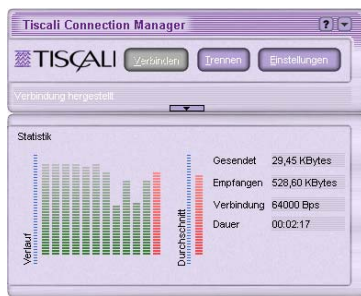 Tiscali Connection Manager
?
TISCALI
Verbinden
Trennen
Einstellungen
Verbindung hergestellt
Statistik
Verlauf
Durchschnitt
Gesendet 29,45 KBytes
Empfangen 528,60 KBytes
Verbindung 64000 Bps
Dauer 00:02:17